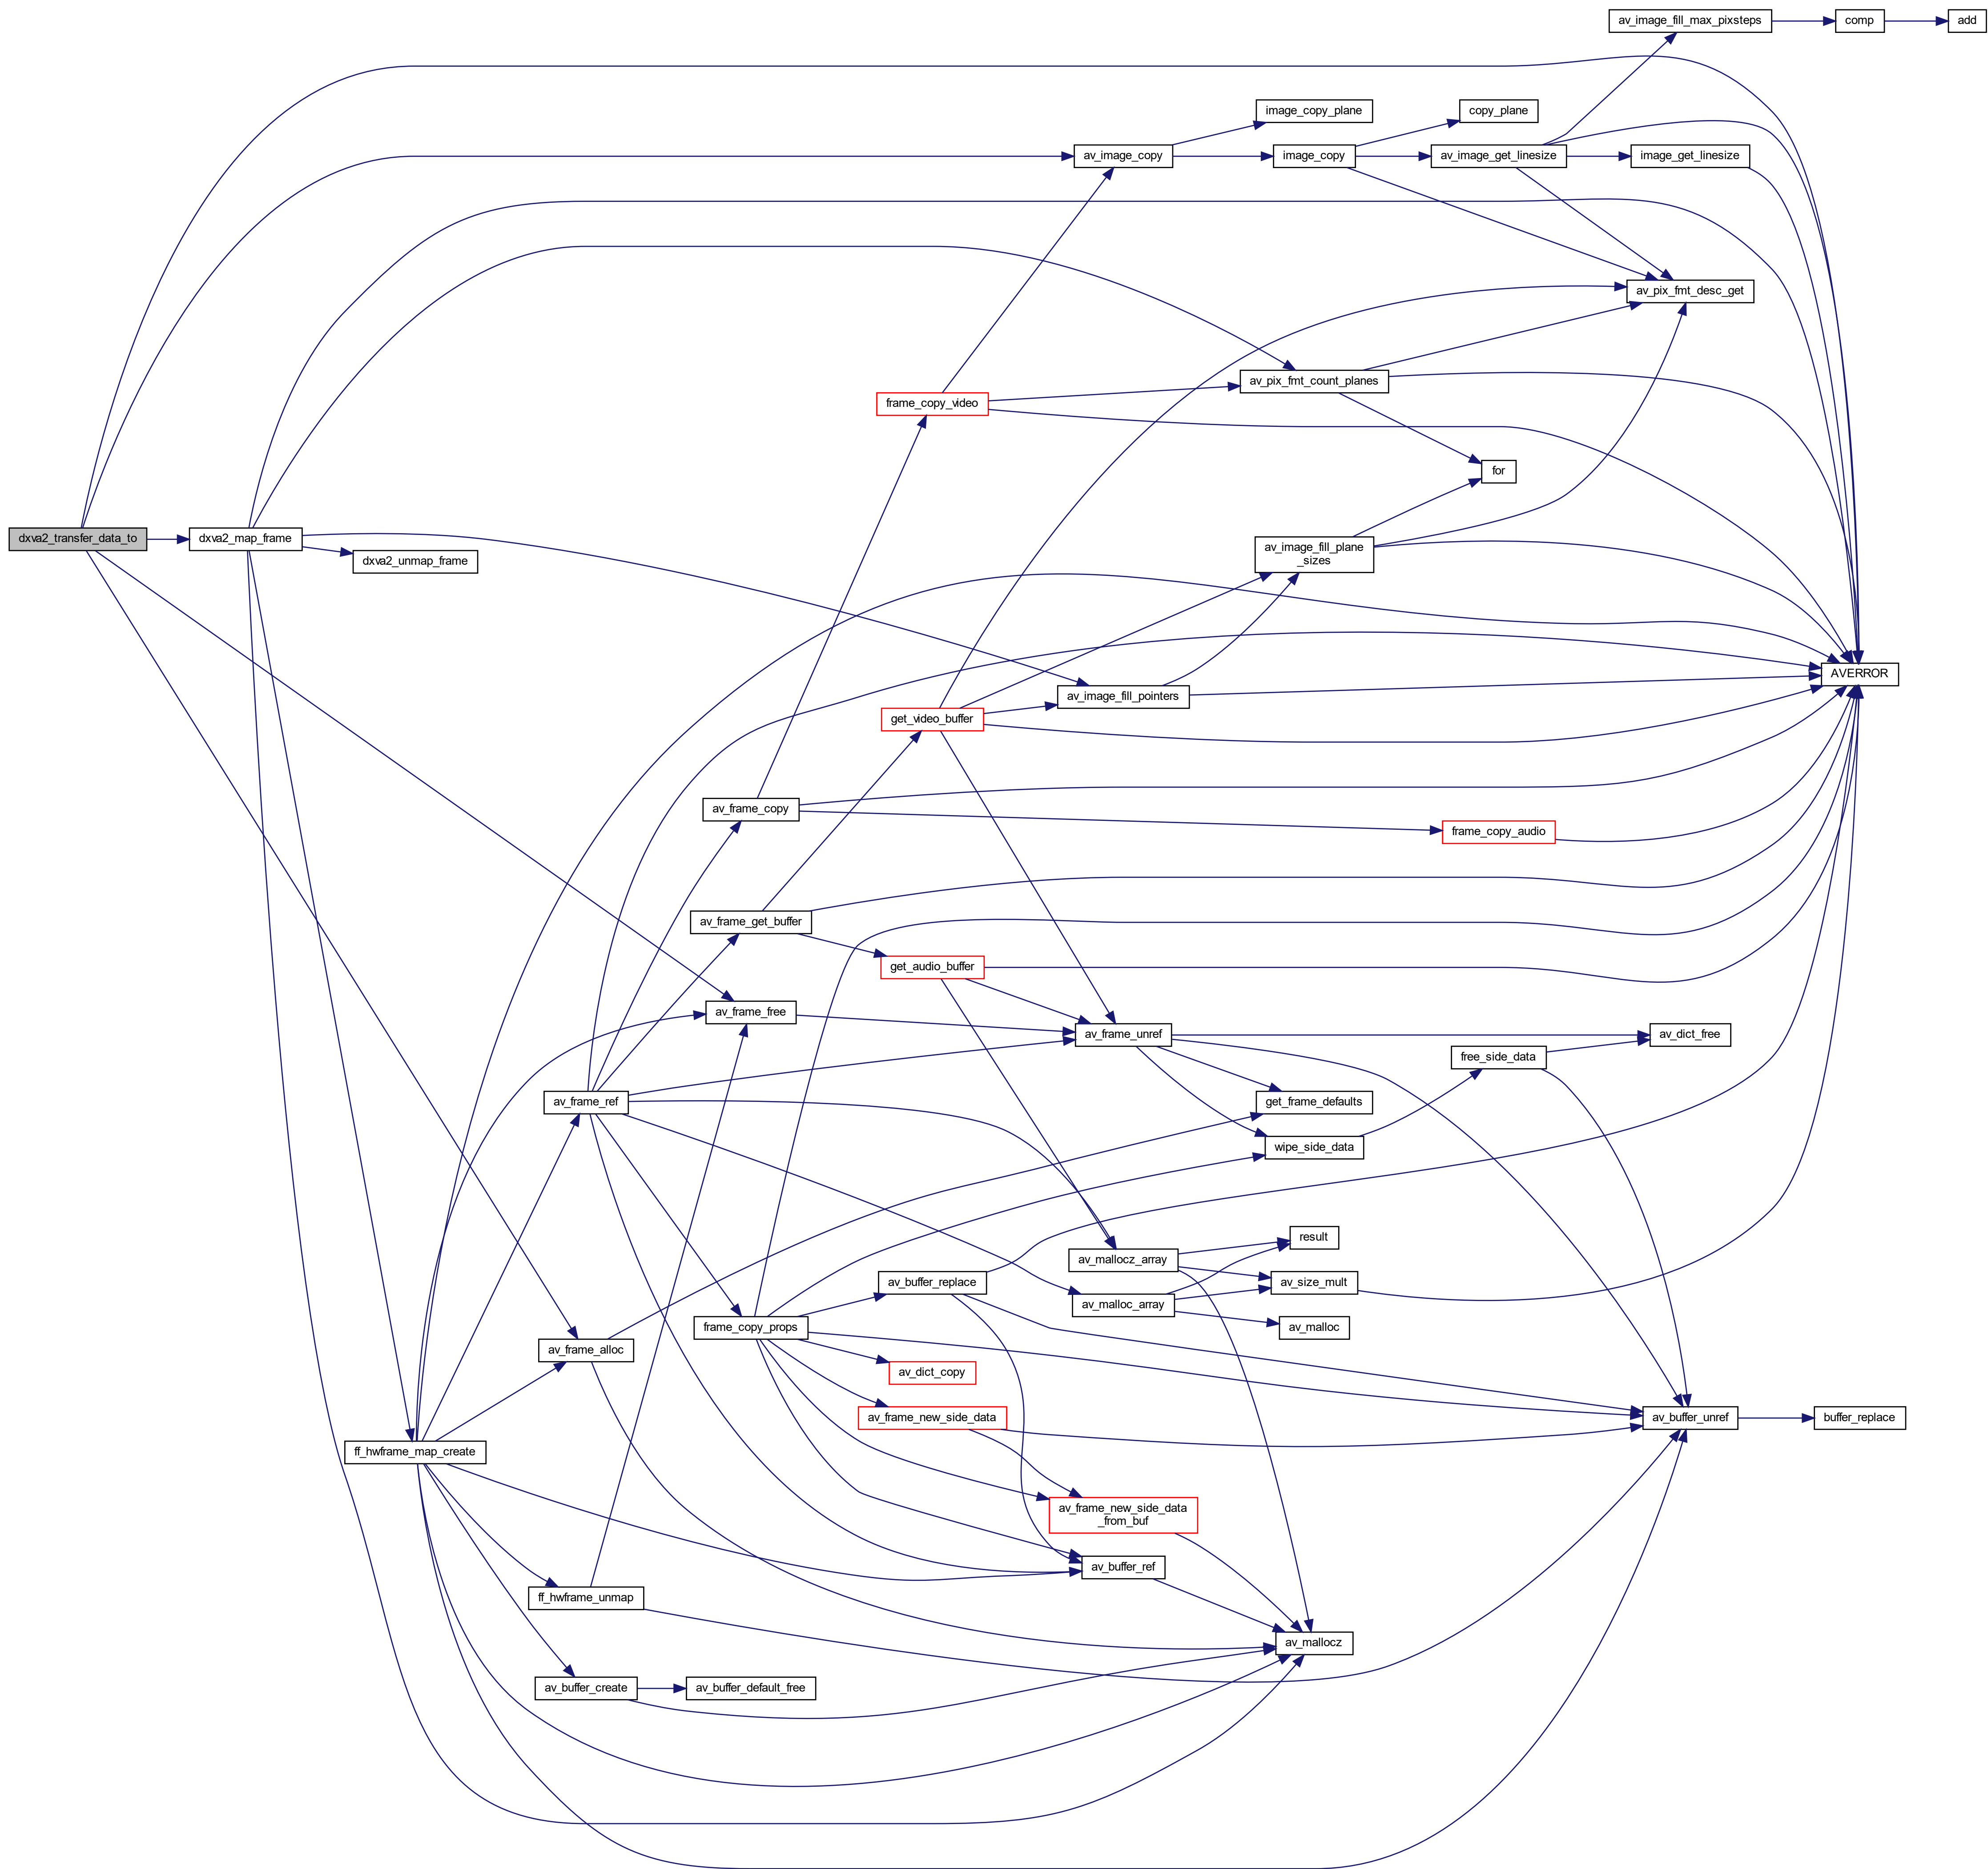 av_image_fill_max_pixsteps
comp
add
image_copy_plane
copy_plane
av_image_copy
image_copy
av_image_get_linesize
image_get_linesize
av_pix_fmt_desc_get
av_pix_fmt_count_planes
frame_copy_video
for
dxva2_transfer_data_to
dxva2_map_frame
dxva2_unmap_frame
av_image_fill_plane
_sizes
AVERROR
av_image_fill_pointers
get_video_buffer
av_frame_copy
frame_copy_audio
av_frame_get_buffer
get_audio_buffer
av_frame_free
av_frame_unref
av_dict_free
free_side_data
av_frame_ref
get_frame_defaults
wipe_side_data
result
av_mallocz_array
av_buffer_replace
av_size_mult
av_malloc_array
frame_copy_props
av_malloc
av_frame_alloc
av_dict_copy
av_frame_new_side_data
av_buffer_unref
buffer_replace
ff_hwframe_map_create
av_frame_new_side_data
_from_buf
av_buffer_ref
ff_hwframe_unmap
av_mallocz
av_buffer_create
av_buffer_default_free